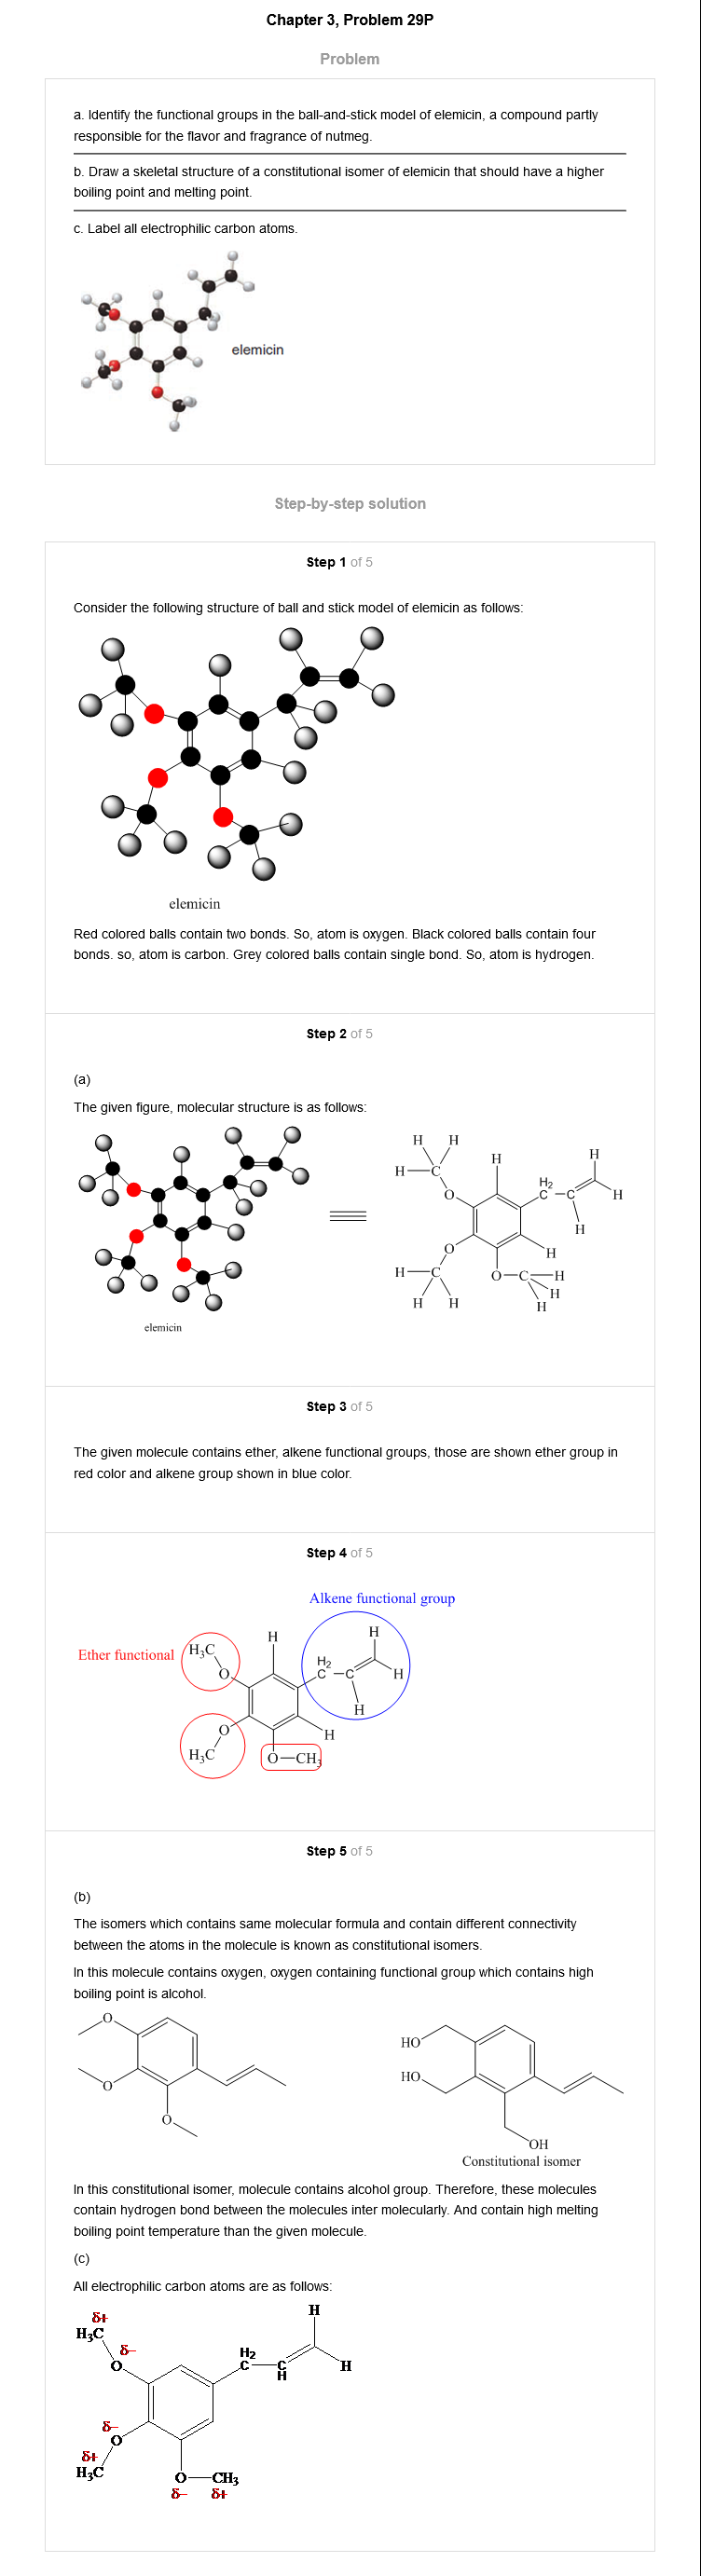 Chapter 3, Problem 29P
Problem
a. Identify the functional groups in the ball-and-stick model of elemicin, a compound partly
responsible for the flavor and fragrance of nutmeg.
b. Draw a skeletal structure of a constitutional isomer of elemicin that should have a higher
boiling point and melting point.
c. Label all electrophilic carbon atoms.
elemicin
Step-by-step solution
Step 1 of 5
Consider the following structure of ball and stick model of elemicin as follows:
elemicin
Red colored balls contain two bonds. So, atom is oxygen. Black colored balls contain four
bonds. so, atom is carbon. Grey colored balls contain single bond. So, atom is hydrogen.
Step 2 of 5
(a)
The given figure, molecular structure is as follows:
H H
H H
H C H2
O C C H
H
O H
H C O C H
H
H H H
elemicin
Step 3 of 5
The given molecule contains ether, alkene functional groups, those are shown ether group in
red color and alkene group shown in blue color.
Step 4 of 5
Alkene functional group
H
Ether functional H3C H
H2
O C C H
H
O H
H3C O CH3
Step 5 of 5
(b)
The isomers which contains same molecular formula and contain different connectivity
between the atoms in the molecule is known as constitutional isomers.
In this molecule contains oxygen, oxygen containing functional group which contains high
boiling point is alcohol.
O
HO
O HO
O
OH
Constitutional isomer
In this constitutional isomer, molecule contains alcohol group. Therefore, these molecules
contain hydrogen bond between the molecules inter molecularly. And contain high melting
boiling point temperature than the given molecule.
(c)
All electrophilic carbon atoms are as follows:
δ+ H
H3C
δ− H2
O C C H
H
δ−
O
δ+
H3C O CH3
δ− δ+